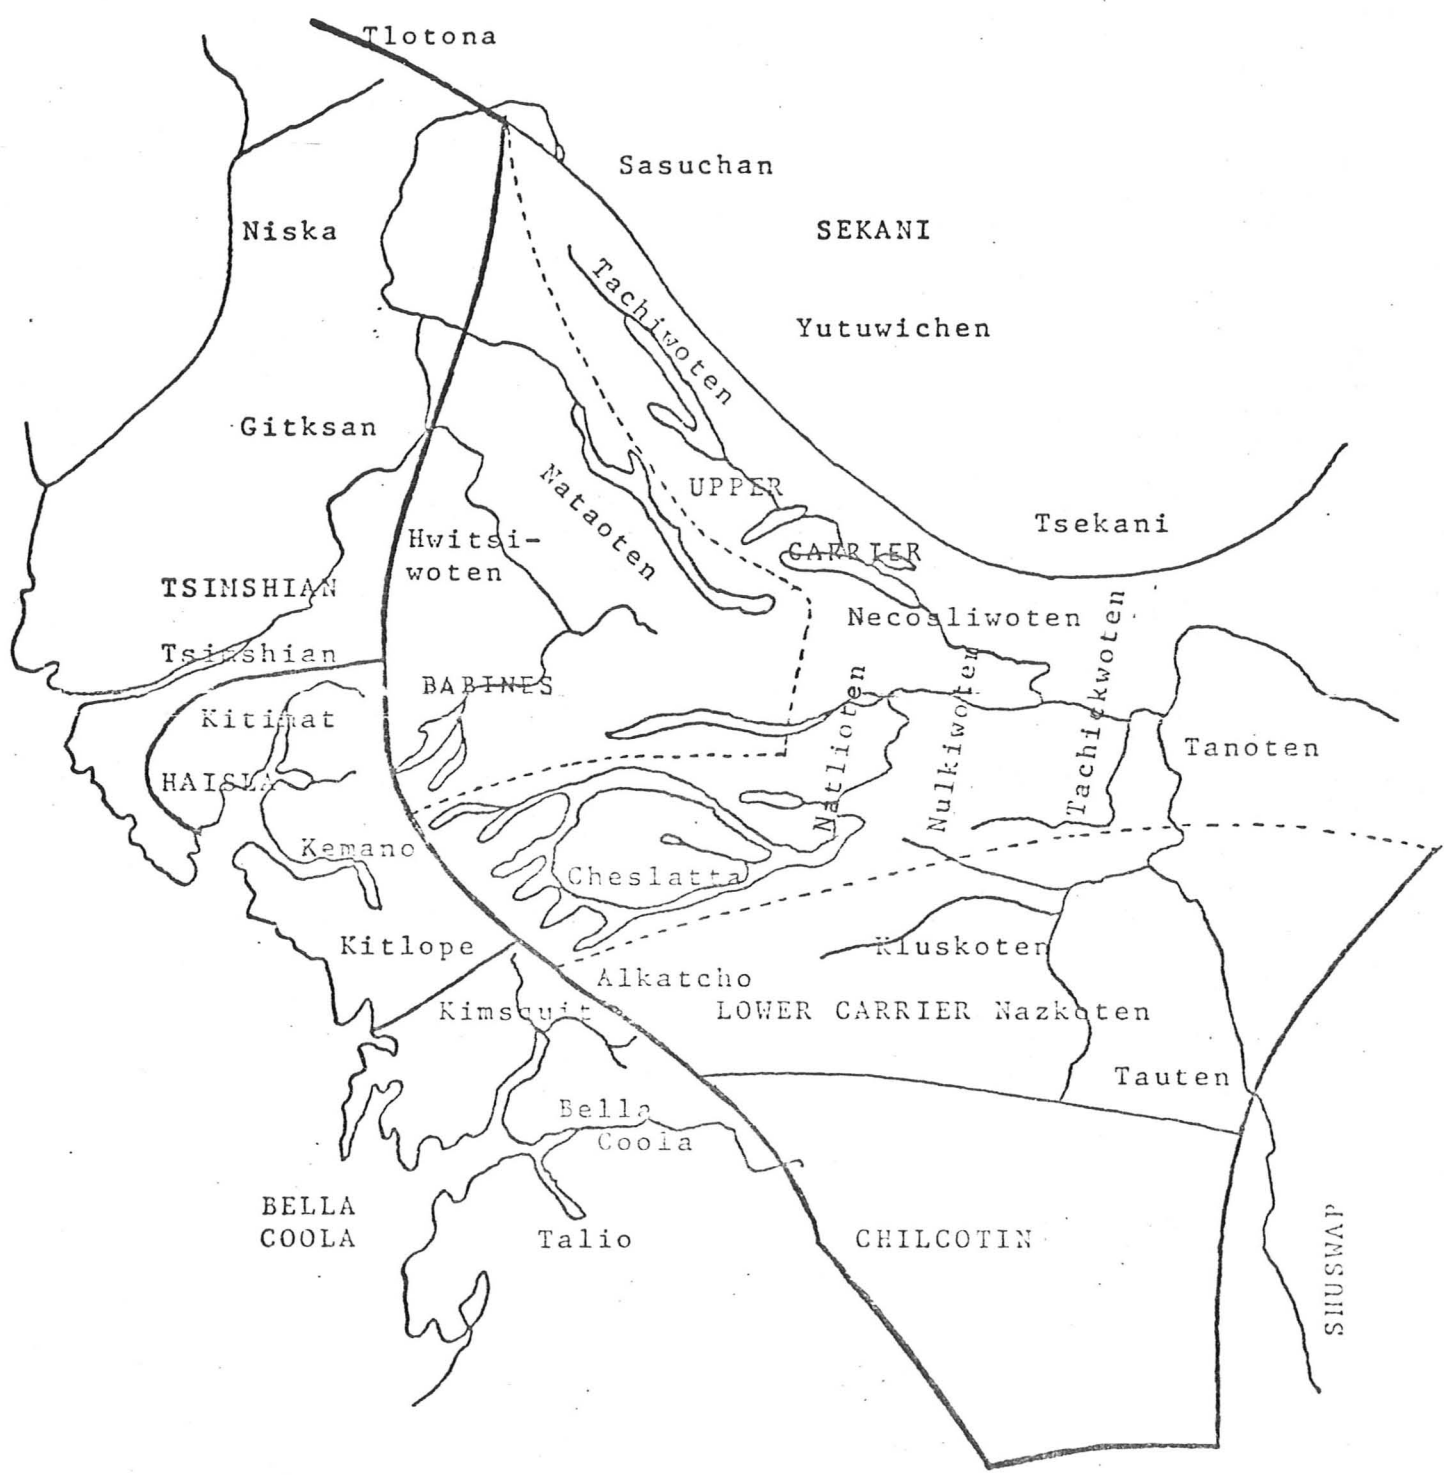 Tlotona
Sasuchan
Niska
SEKANI
Tachiwoten
Yutuwichen
Gitksan
UPPER
Nataoten
Tsekani
Hwitsi-
woten
CARRIER
TSIMSHIAN
Necosliwoten
Tsimshian
BABINES
Kitimat
Natlioten
Nulkiwoten
Tachickwoten
Tanoten
HAISLA
Kemano
Cheslatta
Kitlope
Kluskoten
Alkatcho
Kimsquit
LOWER CARRIER Nazkoten
Tauten
Bella
Coola
BELLA
COOLA
Talio
CHILCOTIN
SHUSWAP